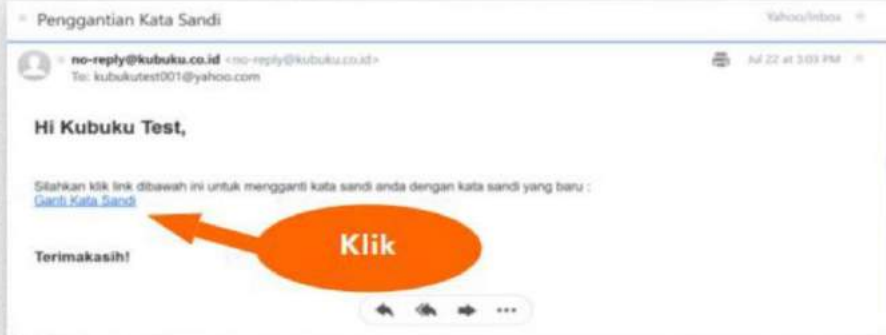 Penggantian Kata Sandi
Yahoo/Inbox
no-reply@kubuku.co.id <no-reply@kubuku.co.id>
Jul 22 at 3:03 PM
To: kubukutest001@yahoo.com
Hi Kubuku Test,
Silahkan klik link dibawah ini untuk mengganti kata sandi anda dengan kata sandi yang baru :
Ganti Kata Sandi
Klik
Terimakasih!